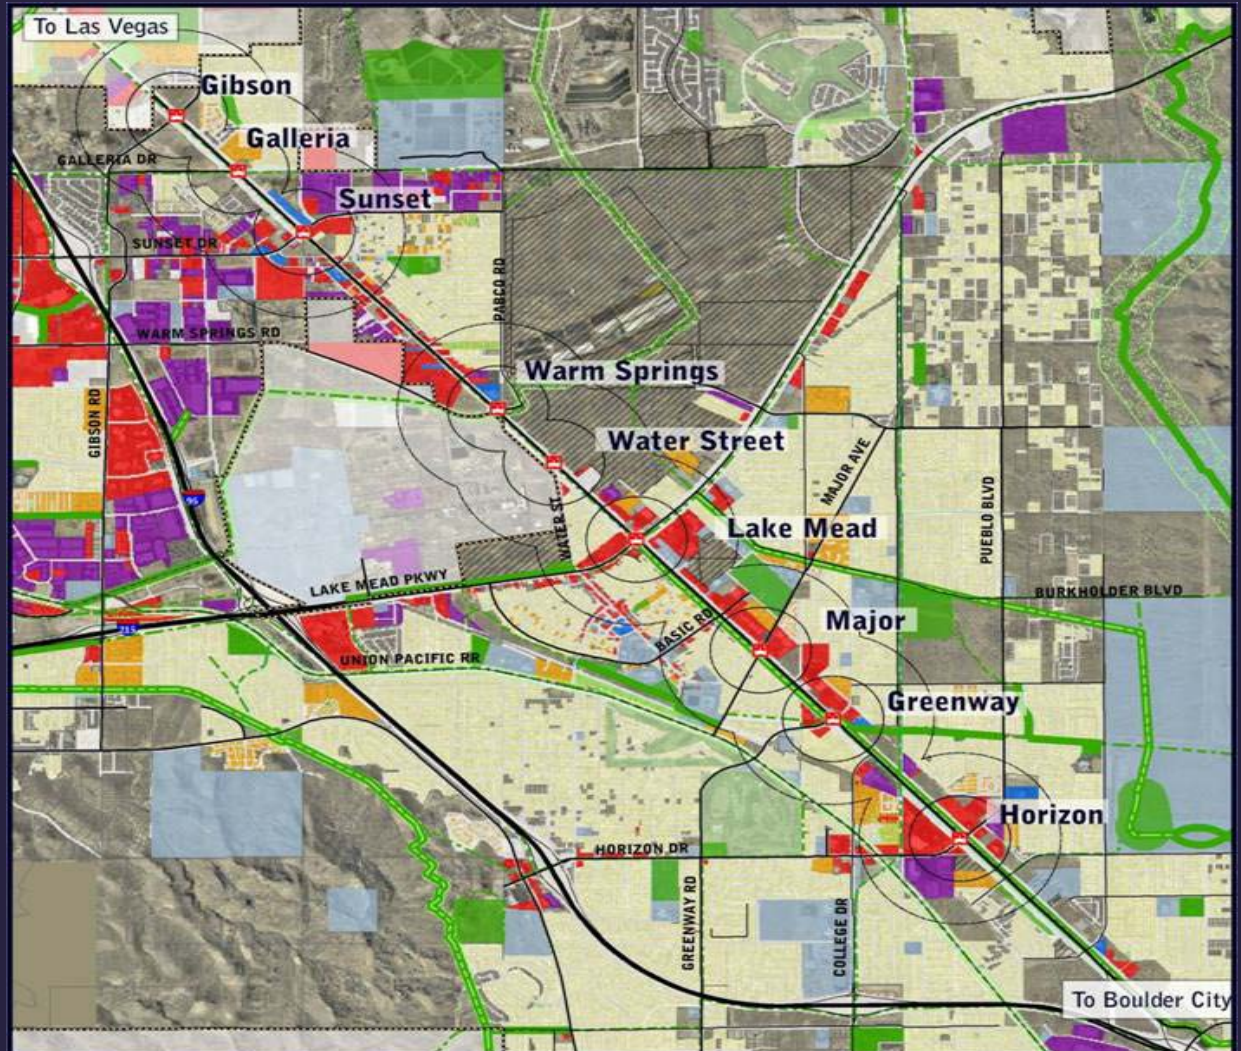 To Las Vegas
Gibson
Galleria
GALLERIA DR
Sunset
SUNSET DR
PABCO RD
WARM SPRINGS RD
Warm Springs
GIBSON RD
Water Street
MAJOR AVE
95
PUEBLO BLVD
WATER ST
Lake Mead
LAKE MEAD PKWY
BURKHOLDER BLVD
215
BASIC RD
Major
UNION PACIFIC RR
Greenway
Horizon
HORIZON DR
GREENWAY RD
COLLEGE DR
To Boulder City